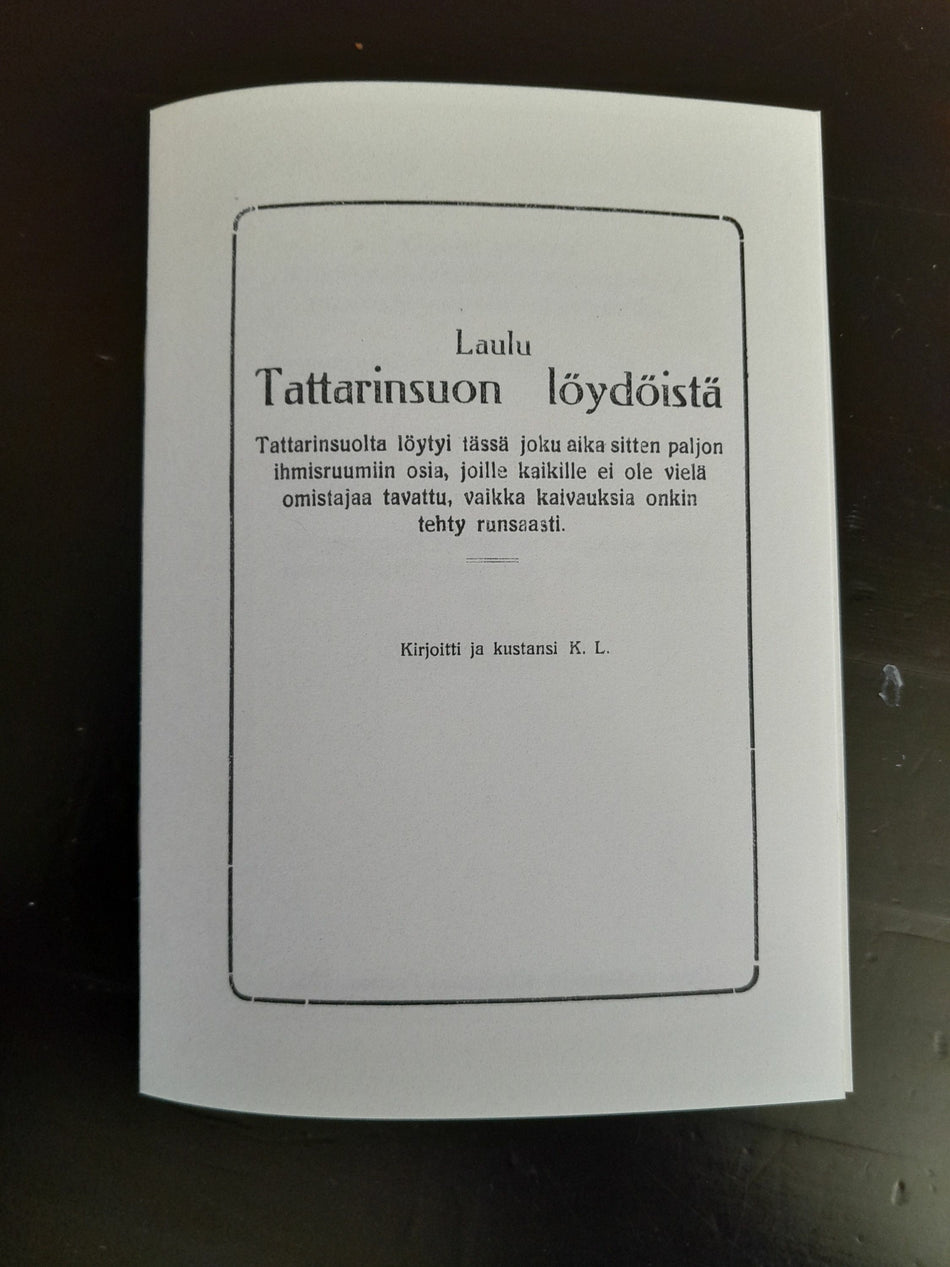 Laulu
Tattarinsuon löydöistä
Tattarinsuolta löytyi tässä joku aika sitten paljon
ihmisruumiin osia, joille kaikille ei ole vielä
omistajaa tavattu, vaikka kaivauksia onkin
tehty runsaasti.
Kirjoitti ja kustansi K. L.